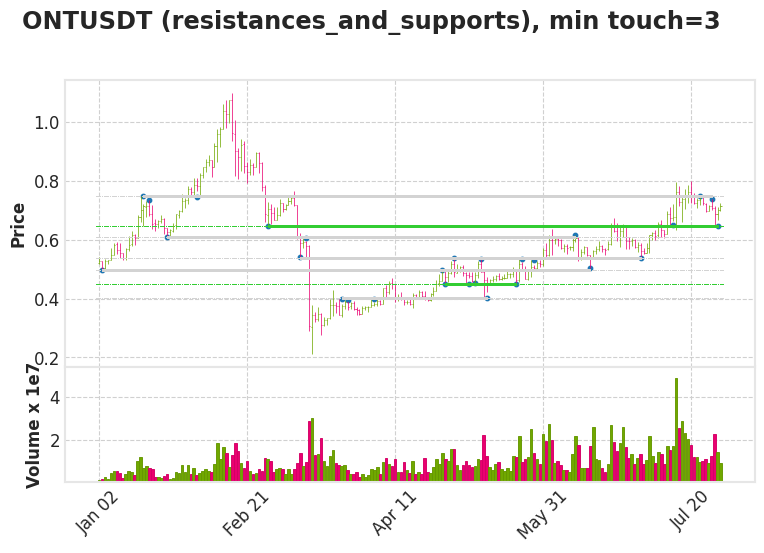 ONTUSDT (resistances_and_supports), min touch=3
Price
1.0
0.8
0.6
0.4
0.2
Volume x 1e7
4
2
Jan 02
Feb 21
Apr 11
May 31
Jul 20